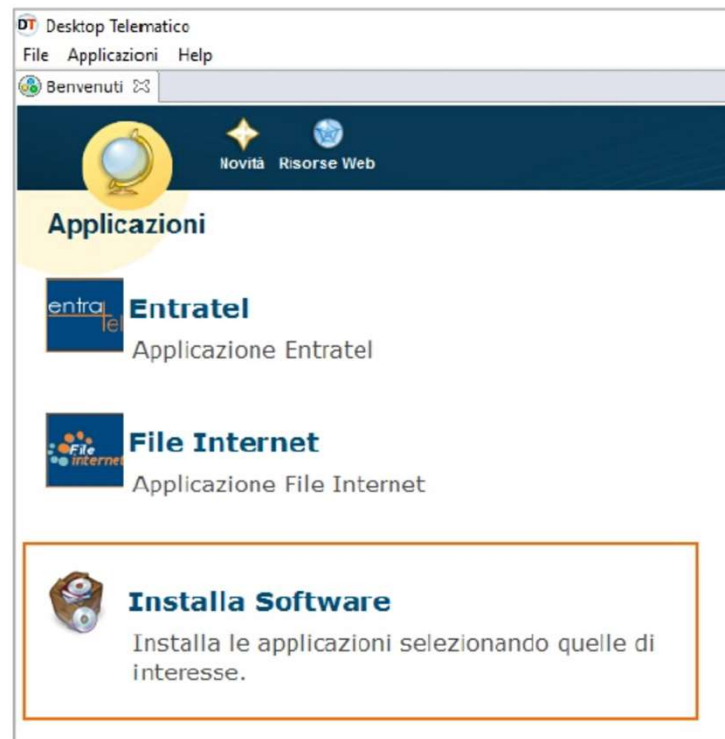 DT Desktop Telematico
File Applicazioni Help
Benvenuti
Novità Risorse Web
Applicazioni
entratel Entratel
Applicazione Entratel
File internet File Internet
Applicazione File Internet
Installa Software
Installa le applicazioni selezionando quelle di
interesse.